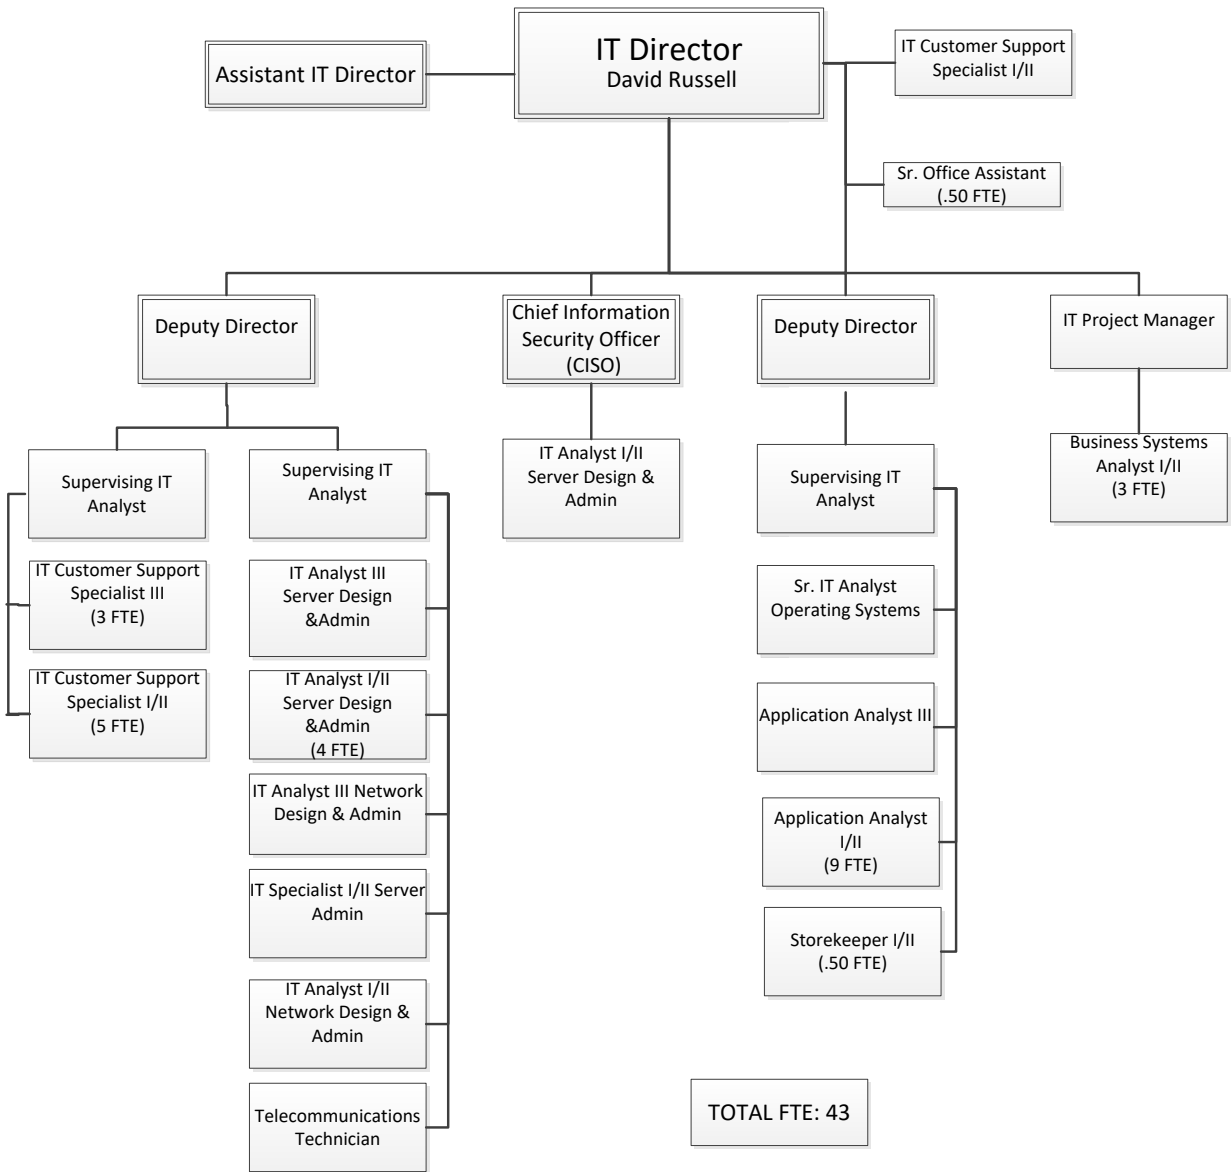 IT Director
David Russell
Assistant IT Director
IT Customer Support
Specialist I/II
Sr. Office Assistant
(.50 FTE)
Deputy Director
Chief Information
Security Officer
(CISO)
Deputy Director
IT Project Manager
Supervising IT
Analyst
IT Customer Support
Specialist III
(3 FTE)
IT Customer Support
Specialist I/II
(5 FTE)
Supervising IT
Analyst
IT Analyst III
Server Design
&Admin
IT Analyst I/II
Server Design
&Admin
(4 FTE)
IT Analyst III Network
Design & Admin
IT Specialist I/II Server
Admin
IT Analyst I/II
Network Design &
Admin
Telecommunications
Technician
IT Analyst I/II
Server Design &
Admin
Supervising IT
Analyst
Sr. IT Analyst
Operating Systems
Application Analyst III
Application Analyst
I/II
(9 FTE)
Storekeeper I/II
(.50 FTE)
Business Systems
Analyst I/II
(3 FTE)
TOTAL FTE: 43